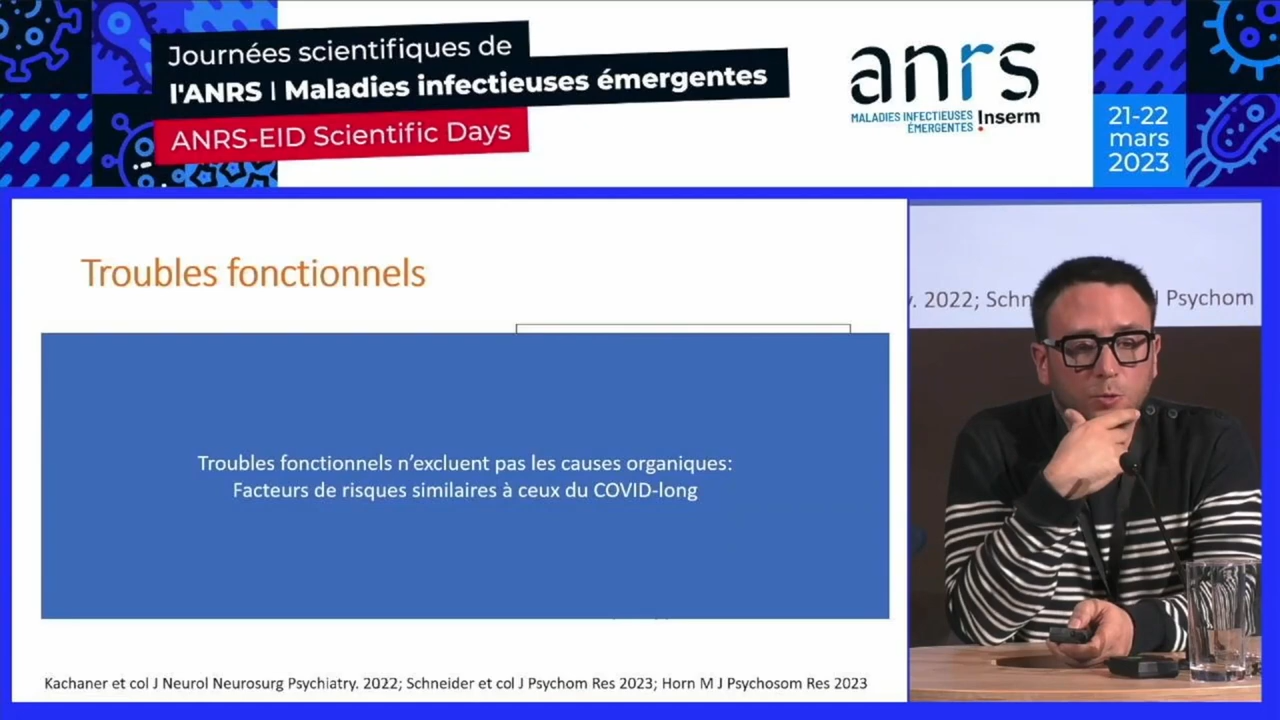 Journées scientifiques de
l'ANRS | Maladies infectieuses émergentes
ANRS-EID Scientific Days
anrs
MALADIES INFECTIEUSES
ÉMERGENTES Inserm
21-22
mars
2023
Troubles fonctionnels
Troubles fonctionnels n'excluent pas les causes organiques:
Facteurs de risques similaires à ceux du COVID-long
Kachaner et col J Neurol Neurosurg Psychiatry. 2022; Schneider et col J Psychom Res 2023; Horn M J Psychosom Res 2023
. 2022; Schn J Psychom